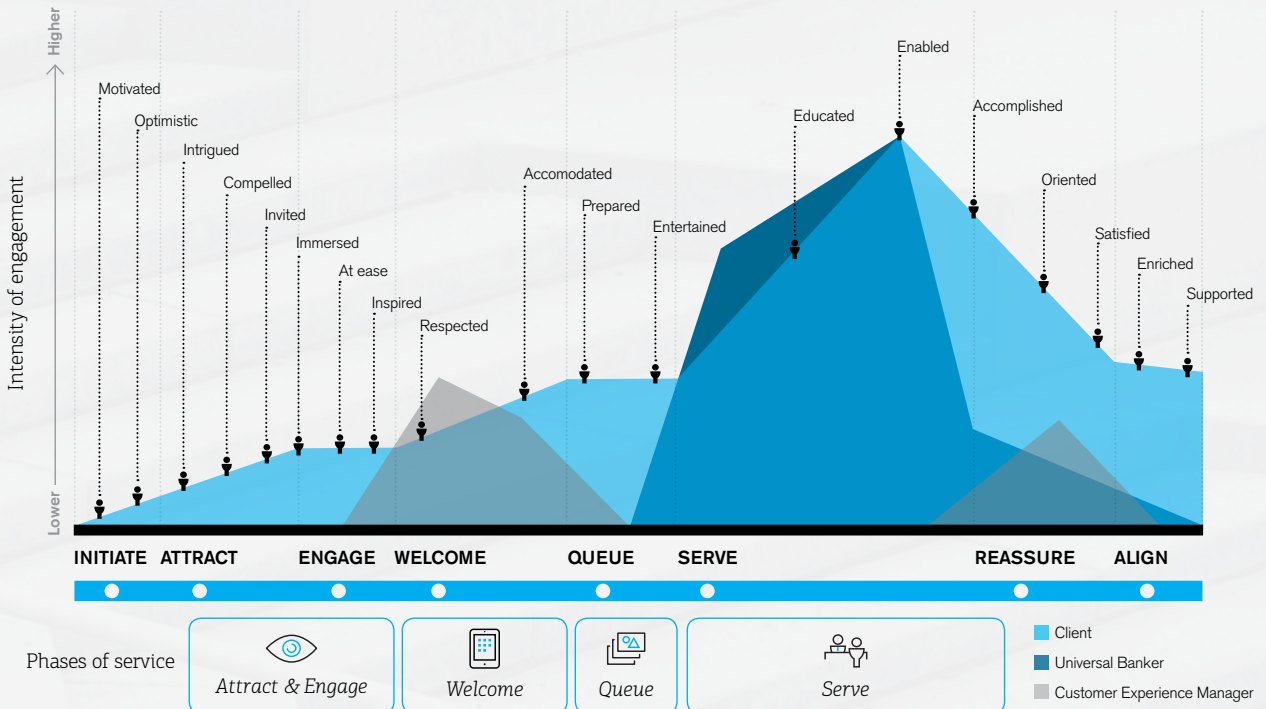 Higher
Intensity of engagement
Lower
Motivated
Optimistic
Intrigued
Compelled
Invited
Immersed
At ease
Inspired
Respected
Accomodated
Prepared
Entertained
Educated
Enabled
Accomplished
Oriented
Satisfied
Enriched
Supported
INITIATE ATTRACT ENGAGE WELCOME QUEUE SERVE REASSURE ALIGN
Phases of service
Attract & Engage
Welcome
Queue
Serve
Client
Universal Banker
Customer Experience Manager